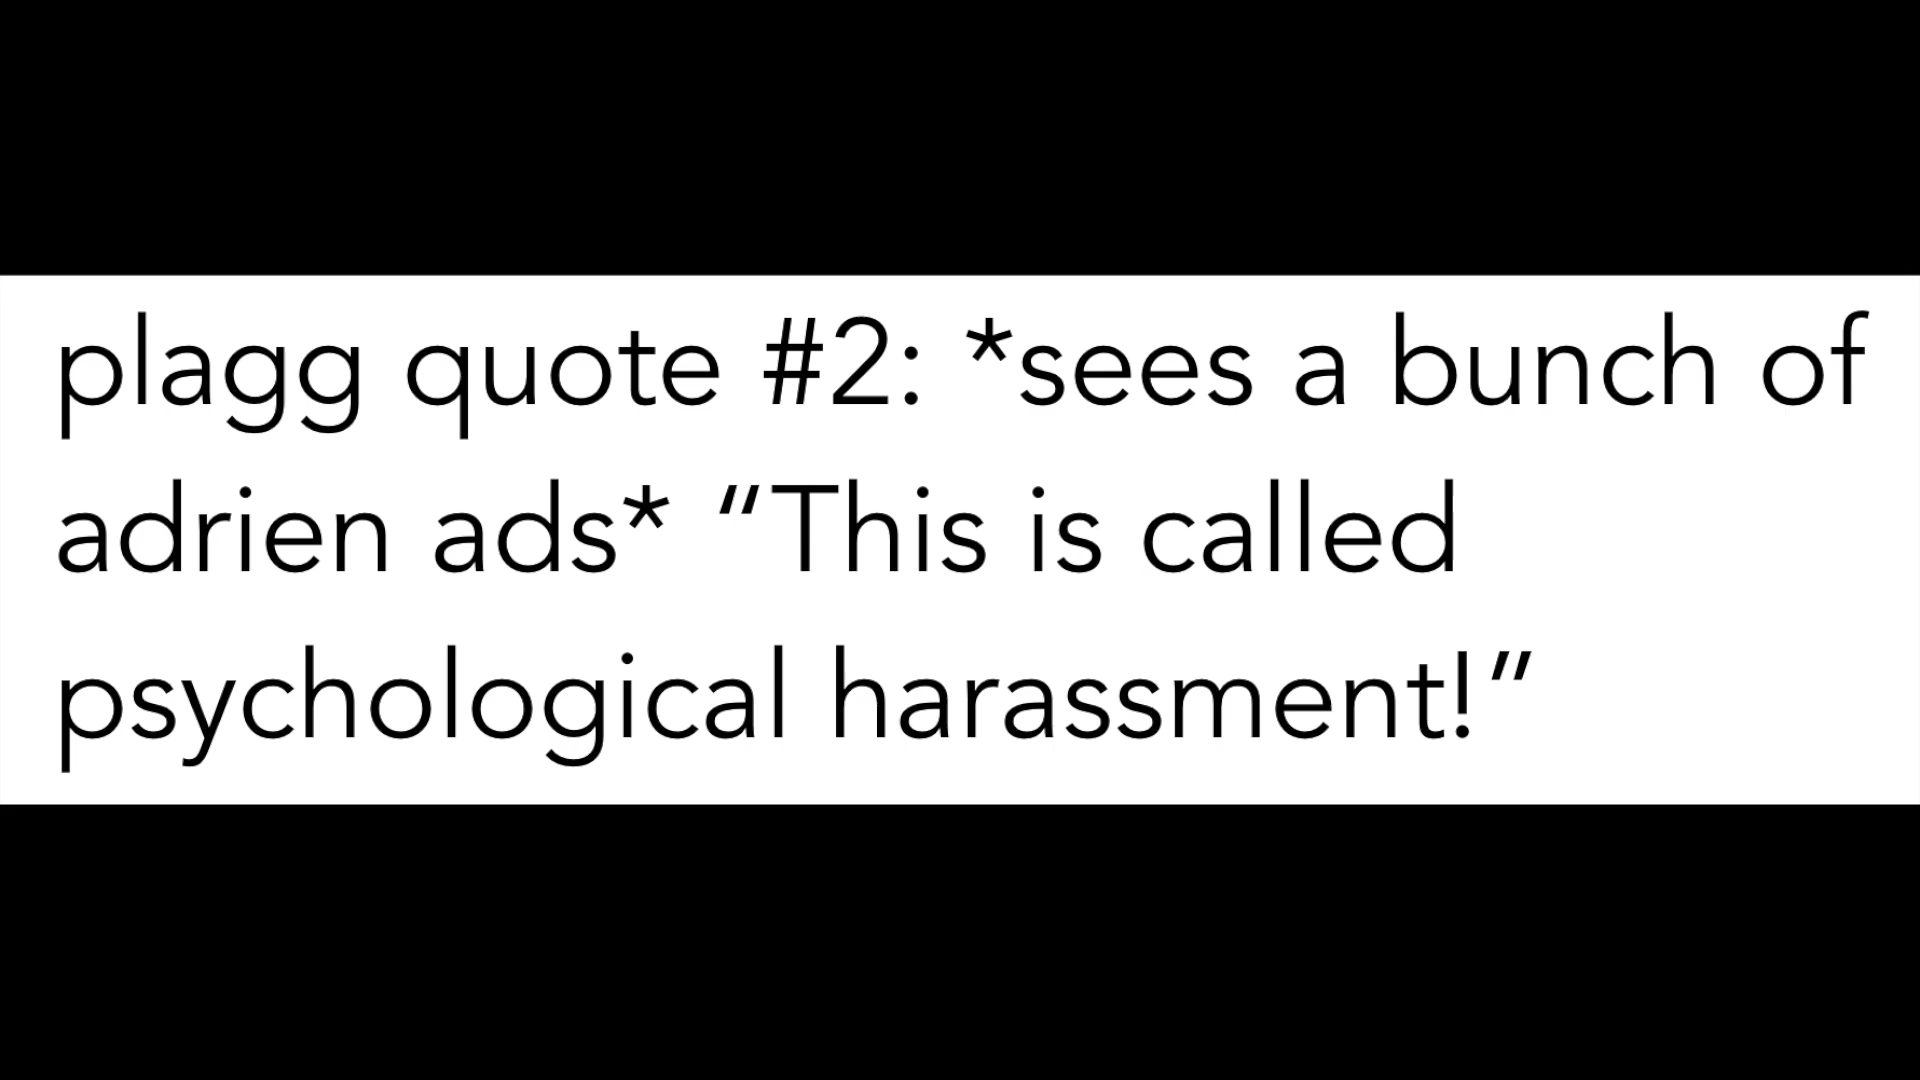 plagg quote #2: *sees a bunch of
adrien ads* “This is called
psychological harassment!”